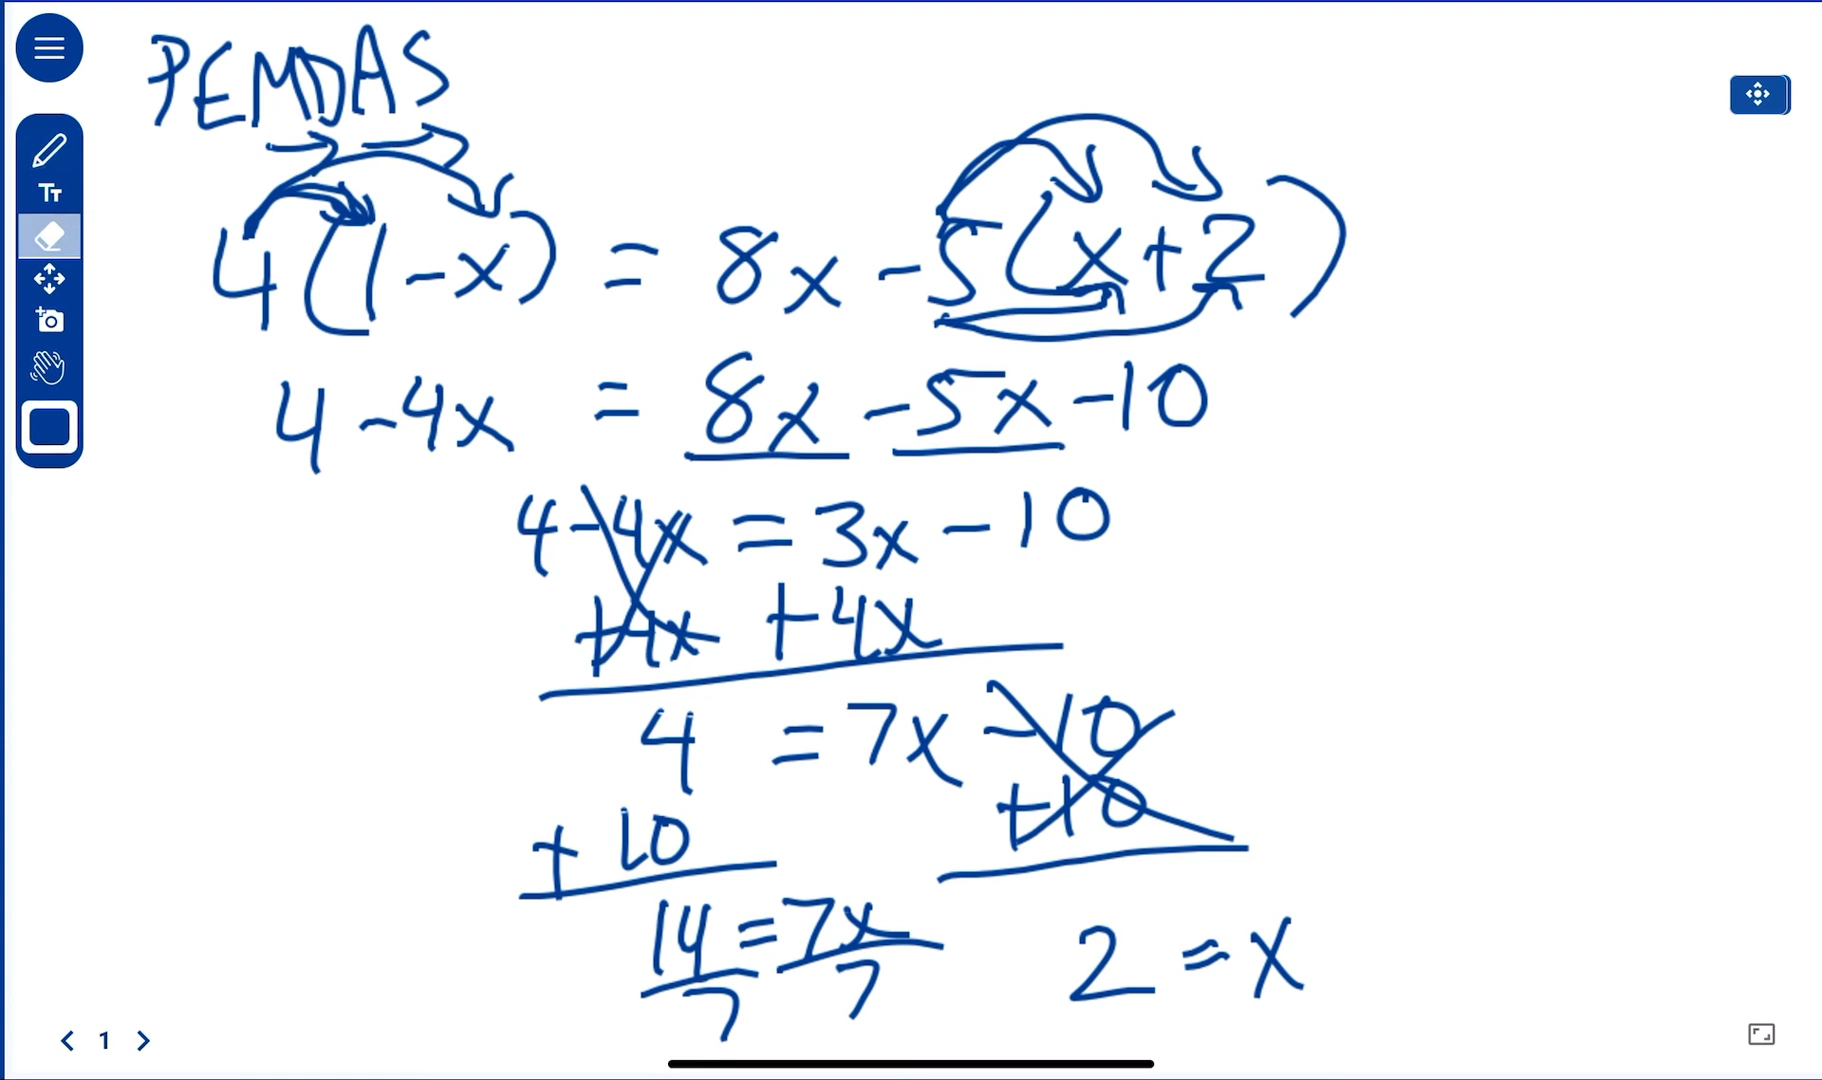 PEMDAS
4(1-x) = 8x -5(x+2)
4-4x = 8x -5x -10
4-4x = 3x - 10
+4x +4x
4 = 7x -10
+ 10 +10
14 = 7x
7 7
2 = x
Tт
1